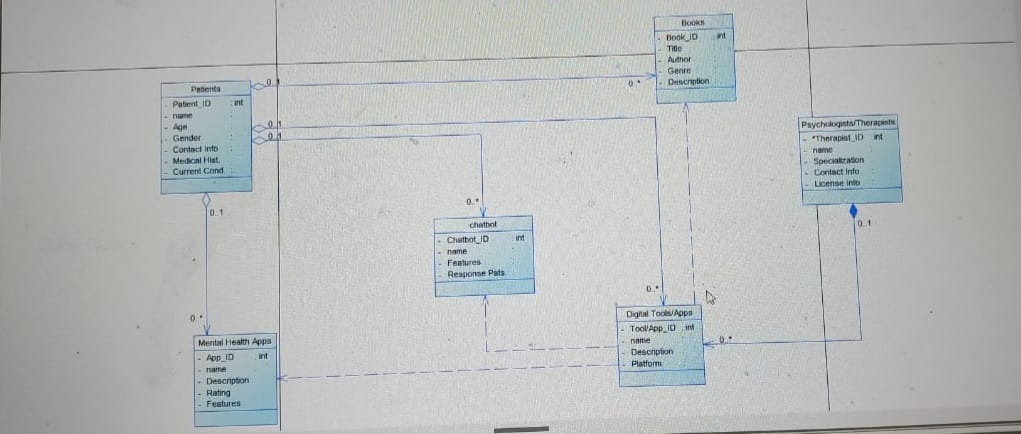 Books
- Book_ID : int
- Title
- Author
- Genre
- Description
0..1
0..*
Patients
- Patient_ID : int
- name
- Age
- Gender
- Contact Info
- Medical Hist.
- Current Cond.
0..1
0..1
0..1
0..*
Psychologists/Therapists
- *Therapist_ID int
- name
- Specialization
- Contact Info
- License Info
0..1
0..*
chatbot
- Chatbot_ID : int
- name
- Features
- Response Pats.
0..*
Digital Tools/Apps
- Tool/App_ID : int
- name
- Description
- Platform
0..*
0..*
Mental Health Apps
- App_ID int
- name
- Description
- Rating
- Features